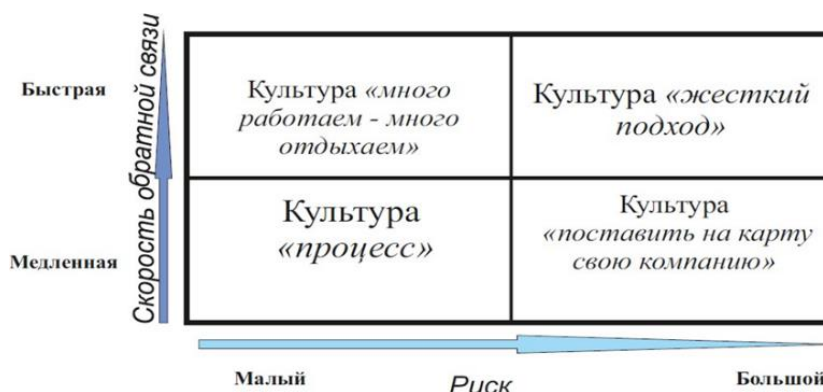 Скорость обратной связи
Быстрая
Культура «много
работаем - много
отдыхаем»
Культура «жесткий
подход»
Медленная
Культура
«процесс»
Культура
«поставить на карту
свою компанию»
Малый
Риск
Большой